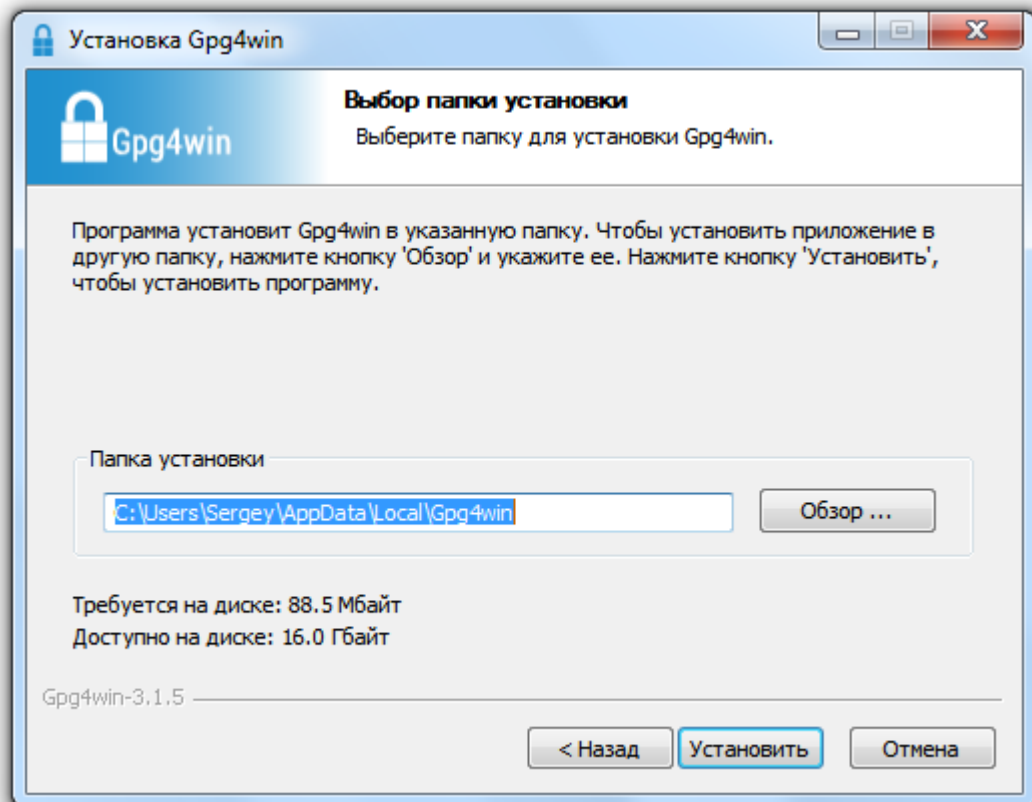 Установка Gpg4win
Gpg4win
Выбор папки установки
Выберите папку для установки Gpg4win.
Программа установит Gpg4win в указанную папку. Чтобы установить приложение в
другую папку, нажмите кнопку 'Обзор' и укажите ее. Нажмите кнопку 'Установить',
чтобы установить программу.
Папка установки
C:\Users\Sergey\AppData\Local\Gpg4win
Обзор ...
Требуется на диске: 88.5 Мбайт
Доступно на диске: 16.0 Гбайт
Gpg4win-3.1.5
< Назад
Установить
Отмена